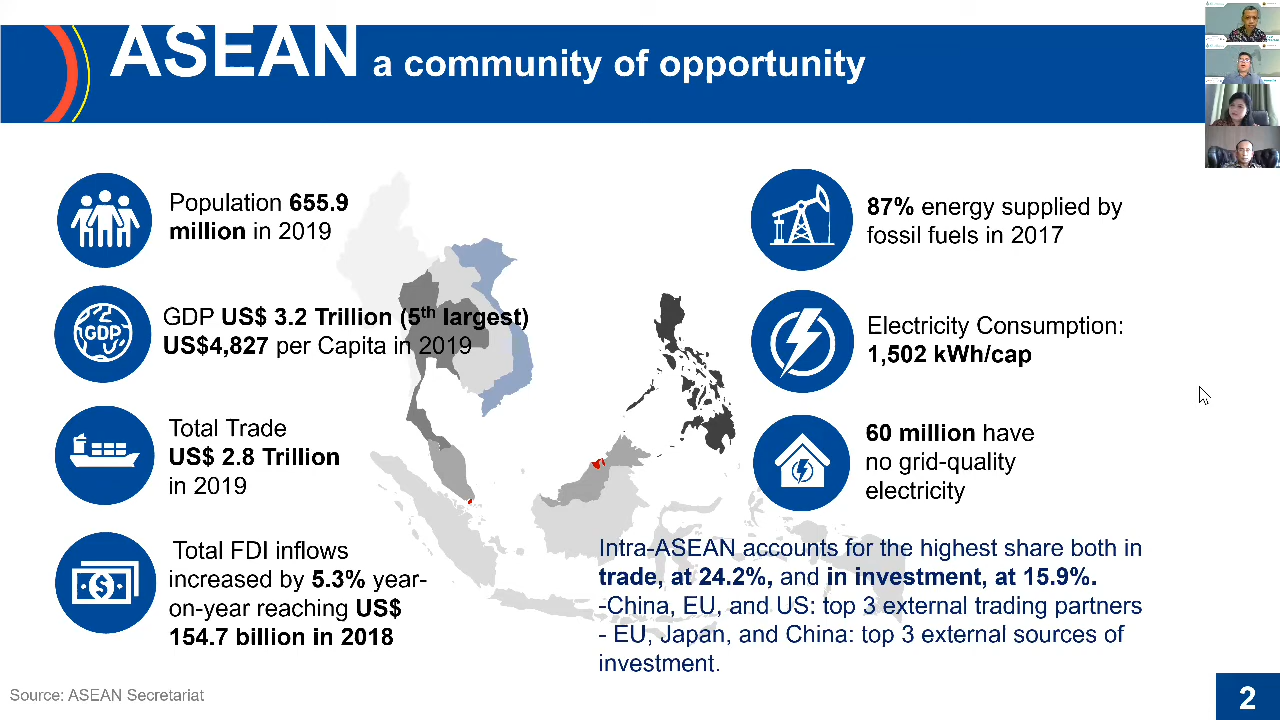 ASEAN a community of opportunity
Population 655.9
million in 2019
GDP US$ 3.2 Trillion (5th largest)
US$4,827 per Capita in 2019
GDP
Total Trade
US$ 2.8 Trillion
in 2019
Total FDI inflows
increased by 5.3% year-
on-year reaching US$
154.7 billion in 2018
87% energy supplied by
fossil fuels in 2017
Electricity Consumption:
1,502 kWh/cap
60 million have
no grid-quality
electricity
Intra-ASEAN accounts for the highest share both in
trade, at 24.2%, and in investment, at 15.9%.
-China, EU, and US: top 3 external trading partners
- EU, Japan, and China: top 3 external sources of
investment.
Source: ASEAN Secretariat
2